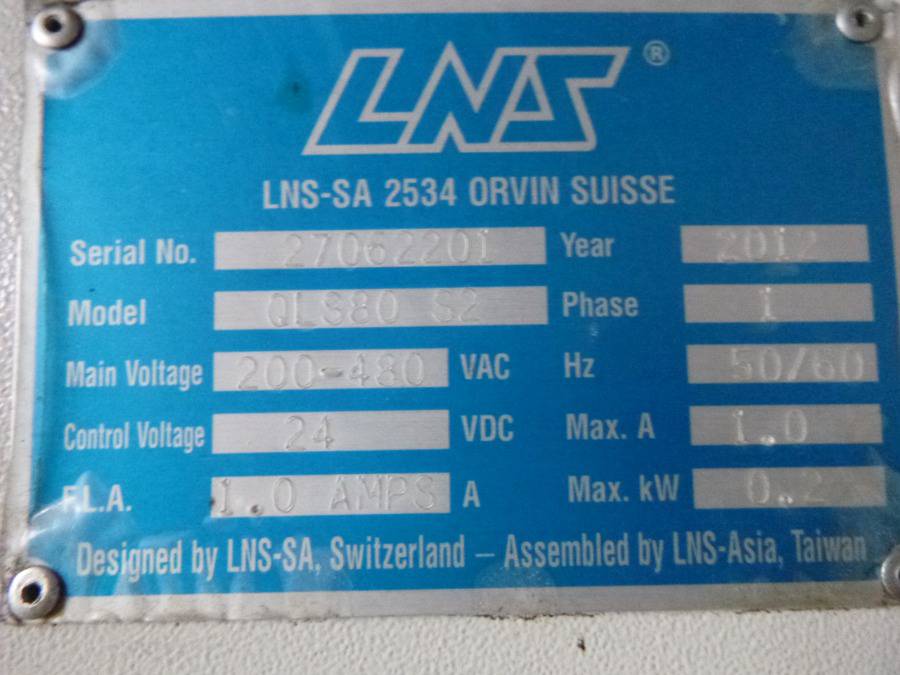 LNS®
LNS-SA 2534 ORVIN SUISSE
Serial No. 27062201 Year 2012
Model QLS80 S2 Phase 1
Main Voltage 200-480 VAC Hz 50/60
Control Voltage 24 VDC Max. A 1.0
F.L.A. 1.0 AMPS A Max. kW 0.2
Designed by LNS-SA, Switzerland – Assembled by LNS-Asia, Taiwan